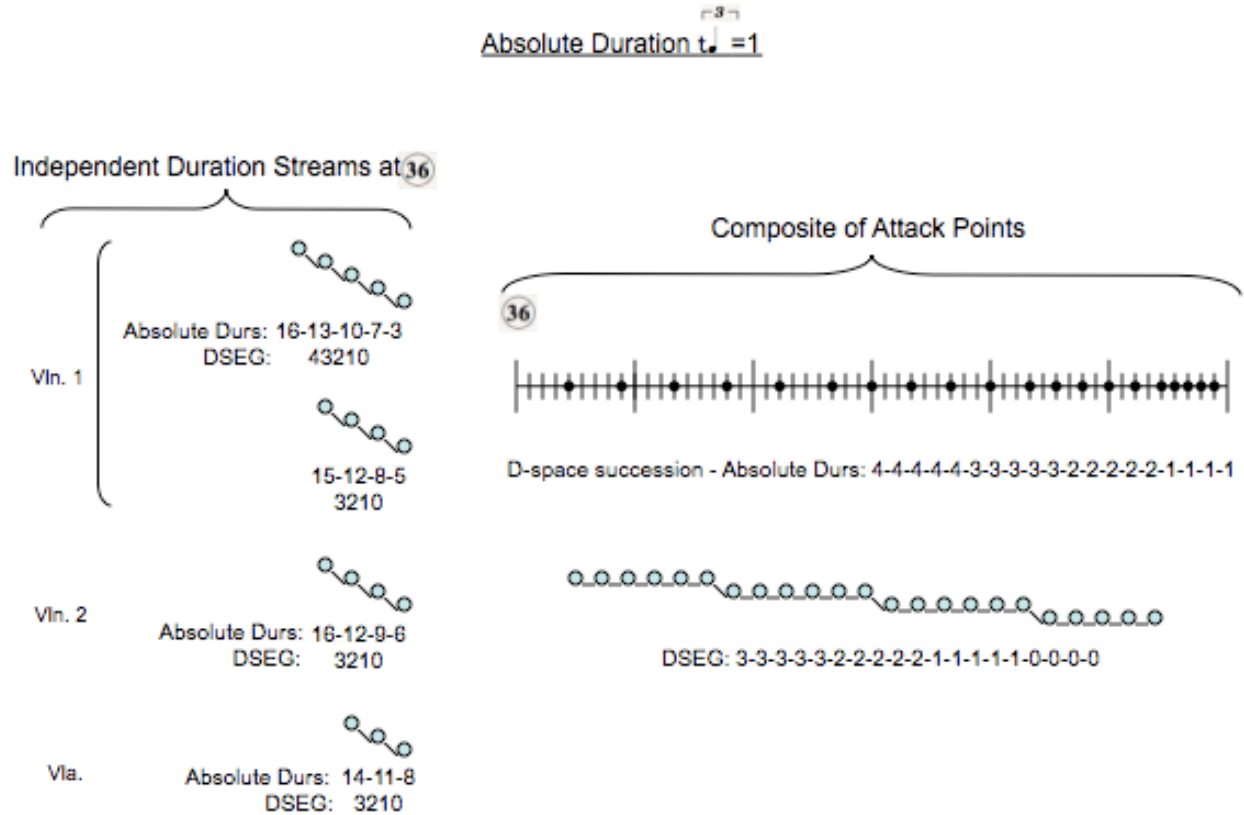 3
Absolute Duration t♩ =1
Independent Duration Streams at 36
Composite of Attack Points
36
Vln. 1
Absolute Durs: 16-13-10-7-3
DSEG: 43210
15-12-8-5
3210
D-space succession - Absolute Durs: 4-4-4-4-4-3-3-3-3-3-2-2-2-2-2-1-1-1-1
Vln. 2
Absolute Durs: 16-12-9-6
DSEG: 3210
DSEG: 3-3-3-3-3-2-2-2-2-2-1-1-1-1-1-0-0-0-0
Vla.
Absolute Durs: 14-11-8
DSEG: 3210